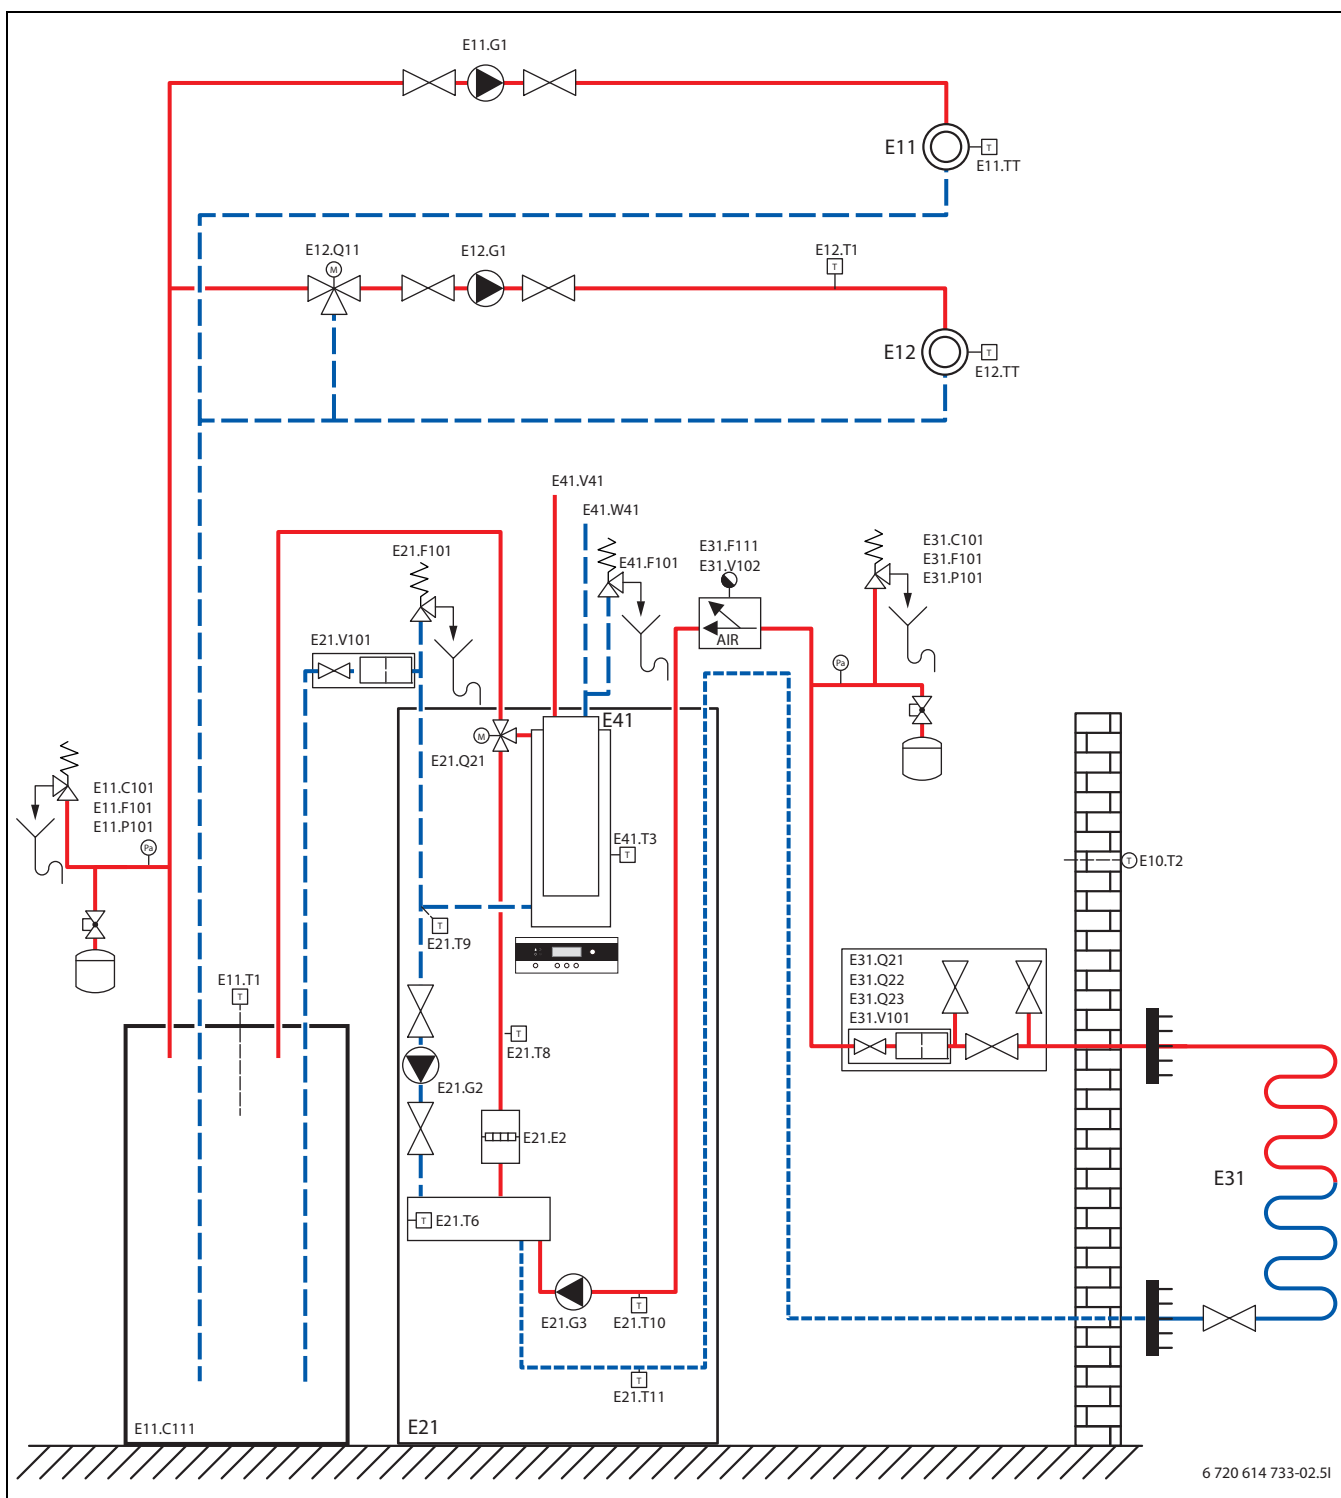 E11.G1
E11
T
E11.TT
E12.Q11
M
E12.G1
E12.T1
T
E12
T
E12.TT
E41.V41
E41.W41
E21.F101
E41.F101
E31.F111
E31.V102
AIR
E31.C101
E31.F101
E31.P101
Pa
E21.V101
M
E21.Q21
E41
E11.C101
E11.F101
E11.P101
Pa
E41.T3
T
T
E10.T2
T
E21.T9
E11.T1
T
E31.Q21
E31.Q22
E31.Q23
E31.V101
T
E21.T8
E21.G2
E21.E2
T
E21.T6
E31
E21.G3
T
E21.T10
T
E21.T11
E11.C111
E21
6 720 614 733-02.5I